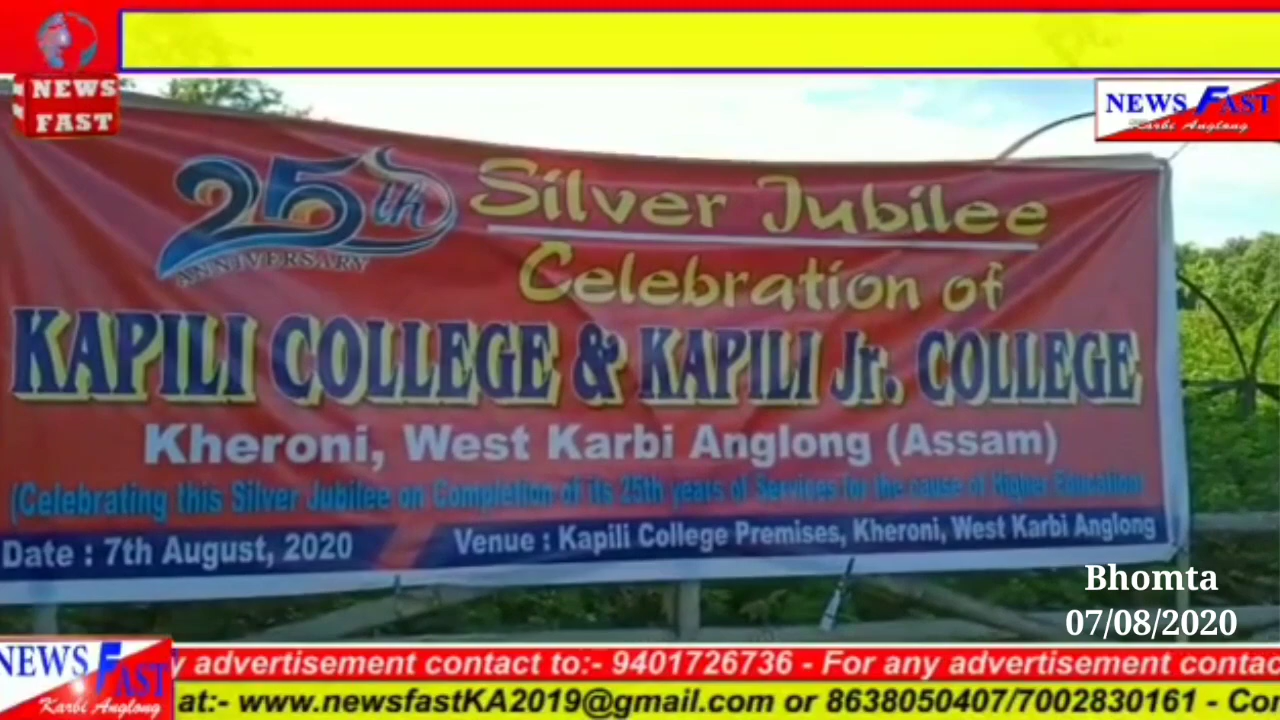 NEWS
FAST
NEWS FAST
Karbi Anglong
25th
ANNIVERSARY
Silver Jubilee
Celebration of
KAPILI COLLEGE & KAPILI Jr. COLLEGE
Kheroni, West Karbi Anglong (Assam)
(Celebrating this Silver Jubilee on Completion of its 25th years of Services for the cause of Higher Education)
Date : 7th August, 2020
Venue : Kapili College Premises, Kheroni, West Karbi Anglong
Bhomta
07/08/2020
NEWS FAST
Karbi Anglong
y advertisement contact to:- 9401726736 - For any advertisement contac
at:- www.newsfastKA2019@gmail.com or 8638050407/7002830161 - Co